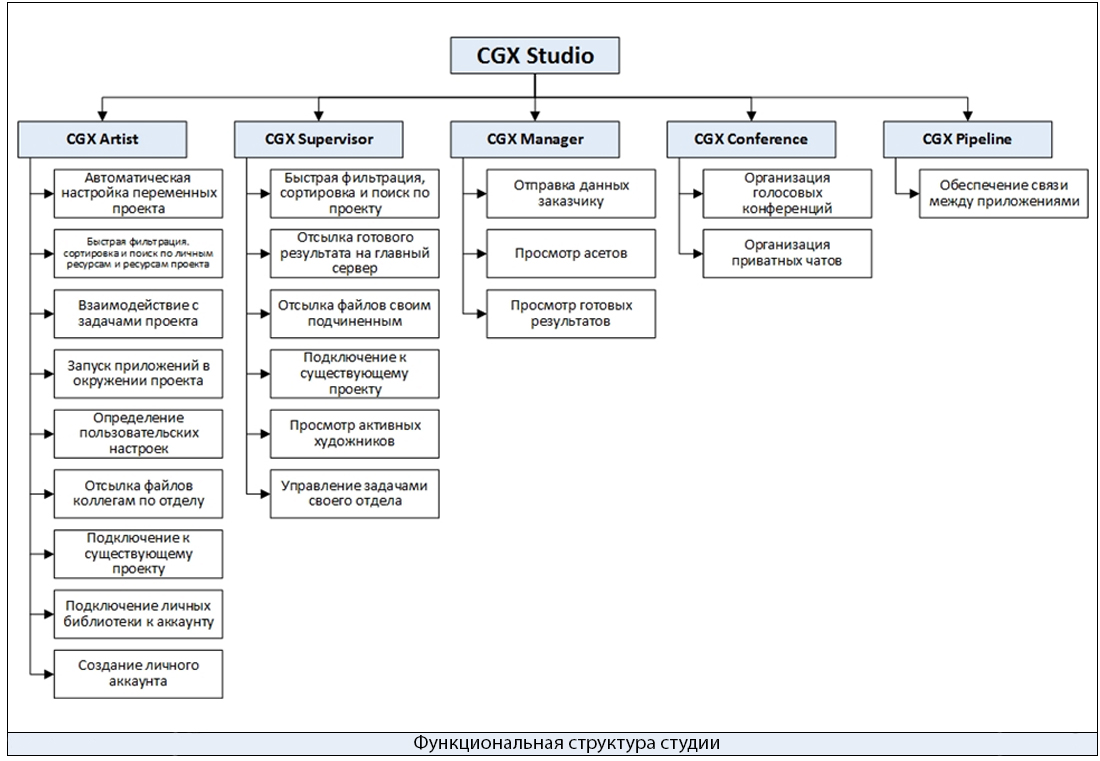 CGX Studio
CGX Artist
Автоматическая
настройка переменных
проекта
Быстрая фильтрация,
сортировка и поиск по личным
ресурсам и ресурсам проекта
Взаимодействие с
задачами проекта
Запуск приложений в
окружении проекта
Определение
пользовательских
настроек
Отсылка файлов
коллегам по отделу
Подключение к
существующему
проекту
Подключение личных
библиотеки к аккаунту
Создание личного
аккаунта
CGX Supervisor
Быстрая фильтрация,
сортировка и поиск по
проекту
Отсылка готового
результата на главный
сервер
Отсылка файлов своим
подчиненным
Подключение к
существующему
проекту
Просмотр активных
художников
Управление задачами
своего отдела
CGX Manager
Отправка данных
заказчику
Просмотр асетов
Просмотр готовых
результатов
CGX Conference
Организация
голосовых
конференций
Организация
приватных чатов
CGX Pipeline
Обеспечение связи
между приложениями
Функциональная структура студии